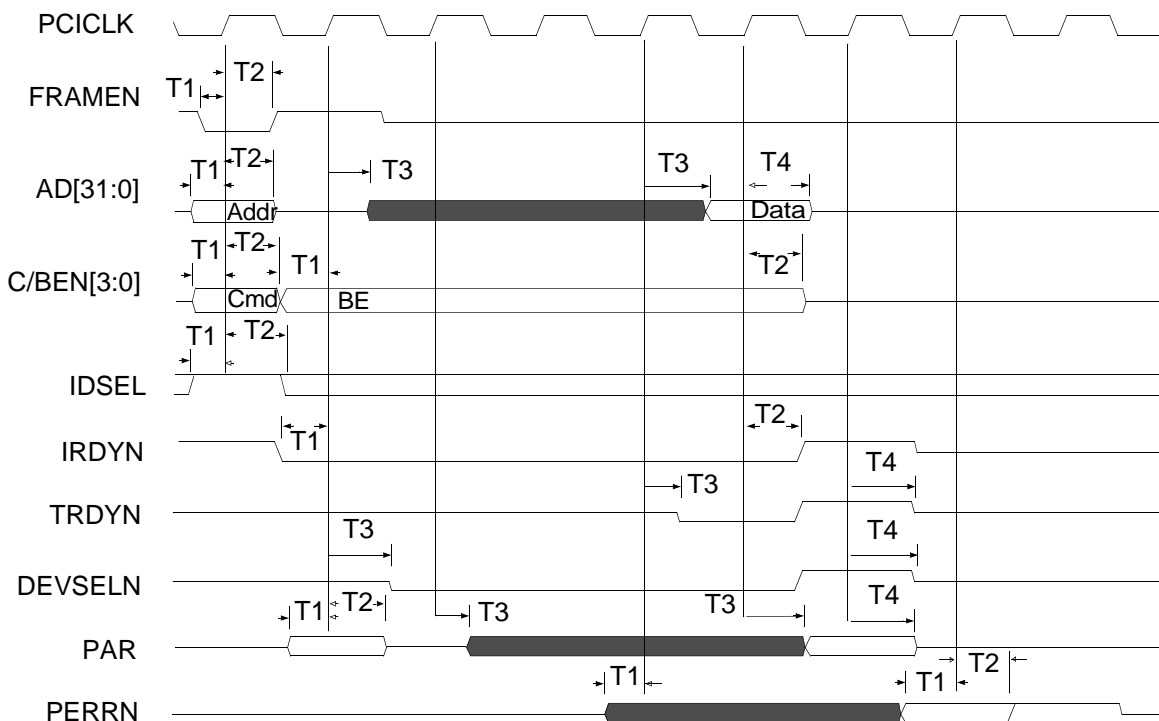 PCICLK
T2
T1
FRAMEN
T1
T2
T3
T3
T4
AD[31:0]
Addr
Data
T1
T2
T1
T2
C/BEN[3:0]
Cmd
BE
T1
T2
IDSEL
T1
T2
IRDYN
T4
T3
TRDYN
T3
T4
DEVSELN
T1
T2
T3
T3
T4
PAR
T1
T1
T2
PERRN